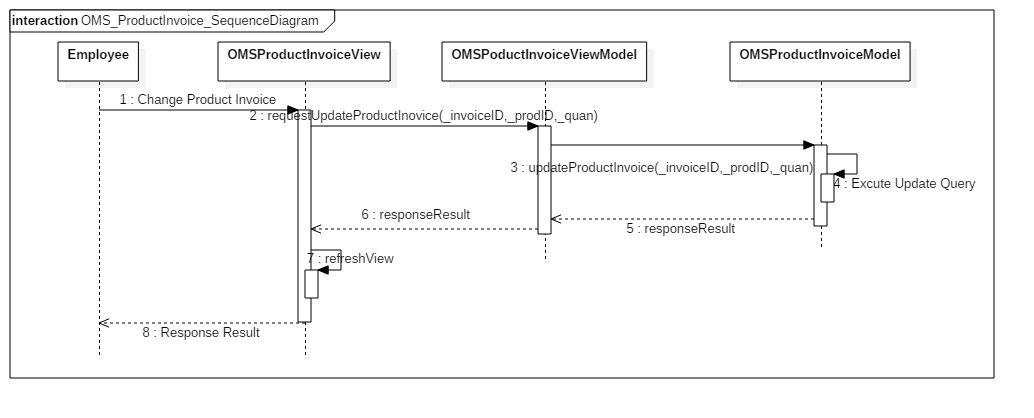 interaction OMS_ProductInvoice_SequenceDiagram
Employee
OMSProductInvoiceView
OMSPoductInvoiceViewModel
OMSProductInvoiceModel
1 : Change Product Invoice
2 : requestUpdateProductInovice(_invoiceID,_prodID,_quan)
3 : updateProductInvoice(_invoiceID,_prodID,_quan)
4 : Excute Update Query
5 : responseResult
6 : responseResult
7 : refreshView
8 : Response Result